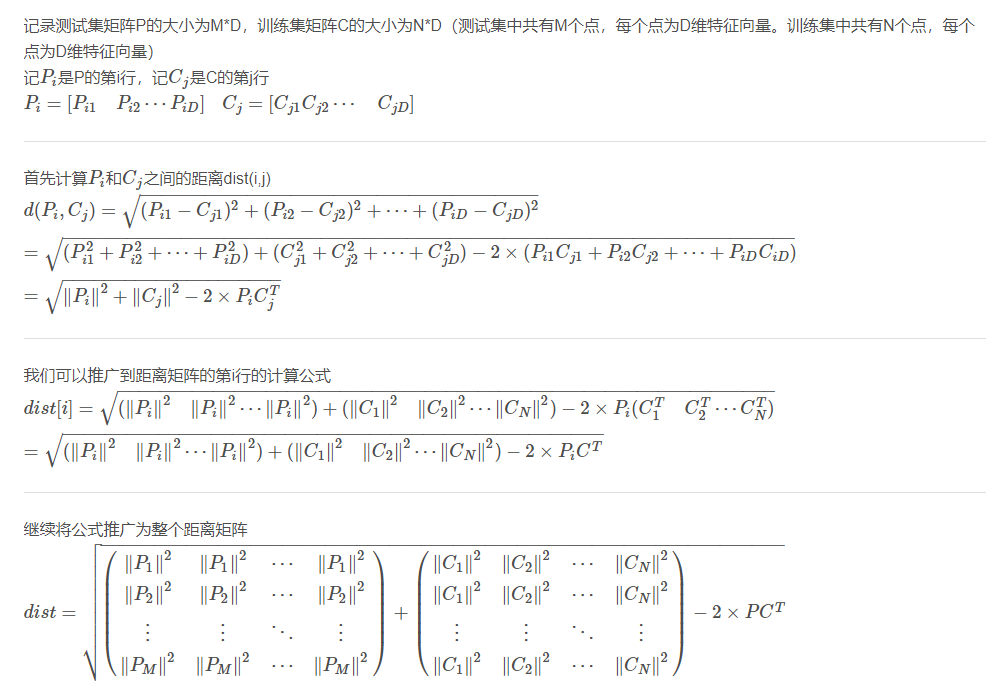 记录测试集矩阵P的大小为M*D，训练集矩阵C的大小为N*D（测试集中共有M个点，每个点为D维特征向量。训练集中共有N个点，每个
点为D维特征向量）
记$P_i$是P的第i行，记$C_j$是C的第j行
$P_i = [P_{i1} \quad P_{i2} \cdots P_{iD}] \quad C_j = [C_{j1} C_{j2} \cdots \quad C_{jD}]$
首先计算$P_i$和$C_j$之间的距离dist(i,j)
$d(P_i, C_j) = \sqrt{(P_{i1} - C_{j1})^2 + (P_{i2} - C_{j2})^2 + \cdots + (P_{iD} - C_{jD})^2}$
$= \sqrt{(P_{i1}^2 + P_{i2}^2 + \cdots + P_{iD}^2) + (C_{j1}^2 + C_{j2}^2 + \cdots + C_{jD}^2) - 2 \times (P_{i1} C_{j1} + P_{i2} C_{j2} + \cdots + P_{iD} C_{iD})}$
$= \sqrt{\|P_i\|^2 + \|C_j\|^2 - 2 \times P_i C_j^T}$
我们可以推广到距离矩阵的第i行的计算公式
$dist[i] = \sqrt{(\|P_i\|^2 \quad \|P_i\|^2 \cdots \|P_i\|^2) + (\|C_1\|^2 \quad \|C_2\|^2 \cdots \|C_N\|^2) - 2 \times P_i (C_1^T \quad C_2^T \cdots C_N^T)}$
$= \sqrt{(\|P_i\|^2 \quad \|P_i\|^2 \cdots \|P_i\|^2) + (\|C_1\|^2 \quad \|C_2\|^2 \cdots \|C_N\|^2) - 2 \times P_i C^T}$
继续将公式推广为整个距离矩阵
$dist = \sqrt{\begin{pmatrix} \|P_1\|^2 & \|P_1\|^2 & \cdots & \|P_1\|^2 \\ \|P_2\|^2 & \|P_2\|^2 & \cdots & \|P_2\|^2 \\ \vdots & \vdots & \ddots & \vdots \\ \|P_M\|^2 & \|P_M\|^2 & \cdots & \|P_M\|^2 \end{pmatrix} + \begin{pmatrix} \|C_1\|^2 & \|C_2\|^2 & \cdots & \|C_N\|^2 \\ \|C_1\|^2 & \|C_2\|^2 & \cdots & \|C_N\|^2 \\ \vdots & \vdots & \ddots & \vdots \\ \|C_1\|^2 & \|C_2\|^2 & \cdots & \|C_N\|^2 \end{pmatrix} - 2 \times PC^T}$